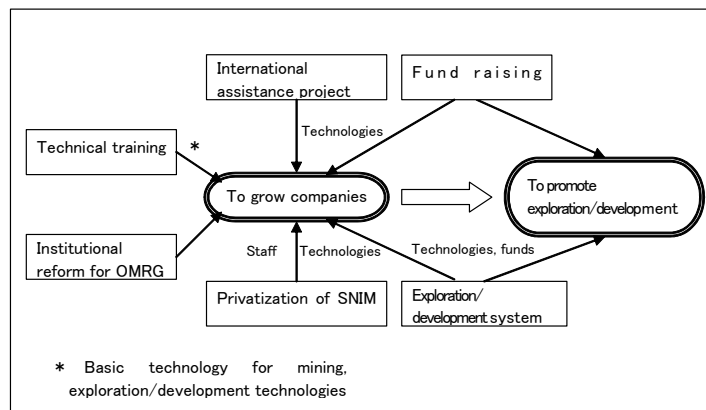 International
assistance project
Fund raising
Technologies
Technical training
*
To grow companies
To promote
exploration/development
Institutional
reform for OMRG
Staff
Technologies
Technologies, funds
Privatization of SNIM
Exploration/
development system
* Basic technology for mining,
exploration/development technologies